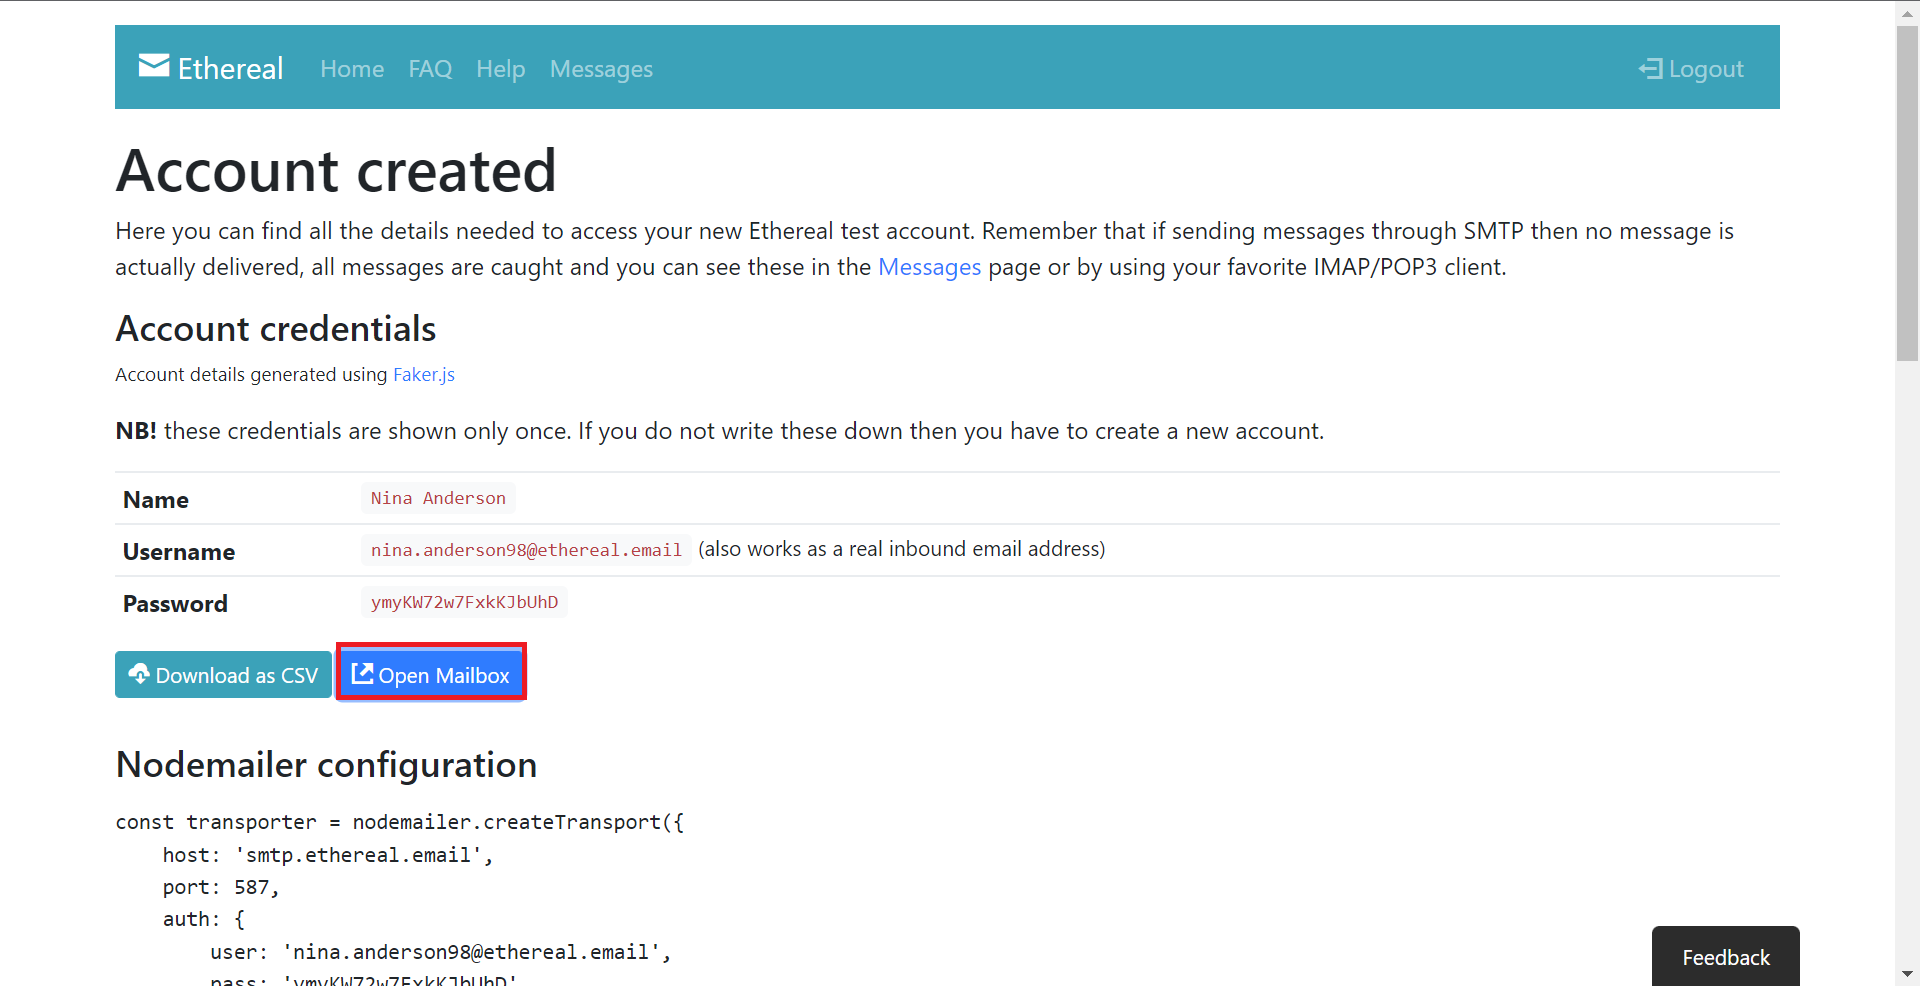 Ethereal Home FAQ Help Messages Logout
Account created
Here you can find all the details needed to access your new Ethereal test account. Remember that if sending messages through SMTP then no message is
actually delivered, all messages are caught and you can see these in the Messages page or by using your favorite IMAP/POP3 client.
Account credentials
Account details generated using Faker.js
NB! these credentials are shown only once. If you do not write these down then you have to create a new account.
Name Nina Anderson
Username nina.anderson98@ethereal.email (also works as a real inbound email address)
Password ymyKW72w7FxkKJbUhD
Download as CSV Open Mailbox
Nodemailer configuration
const transporter = nodemailer.createTransport({
    host: 'smtp.ethereal.email',
    port: 587,
    auth: {
        user: 'nina.anderson98@ethereal.email',
        pass: 'ymyKW72w7FxkKJbUhD'
Feedback